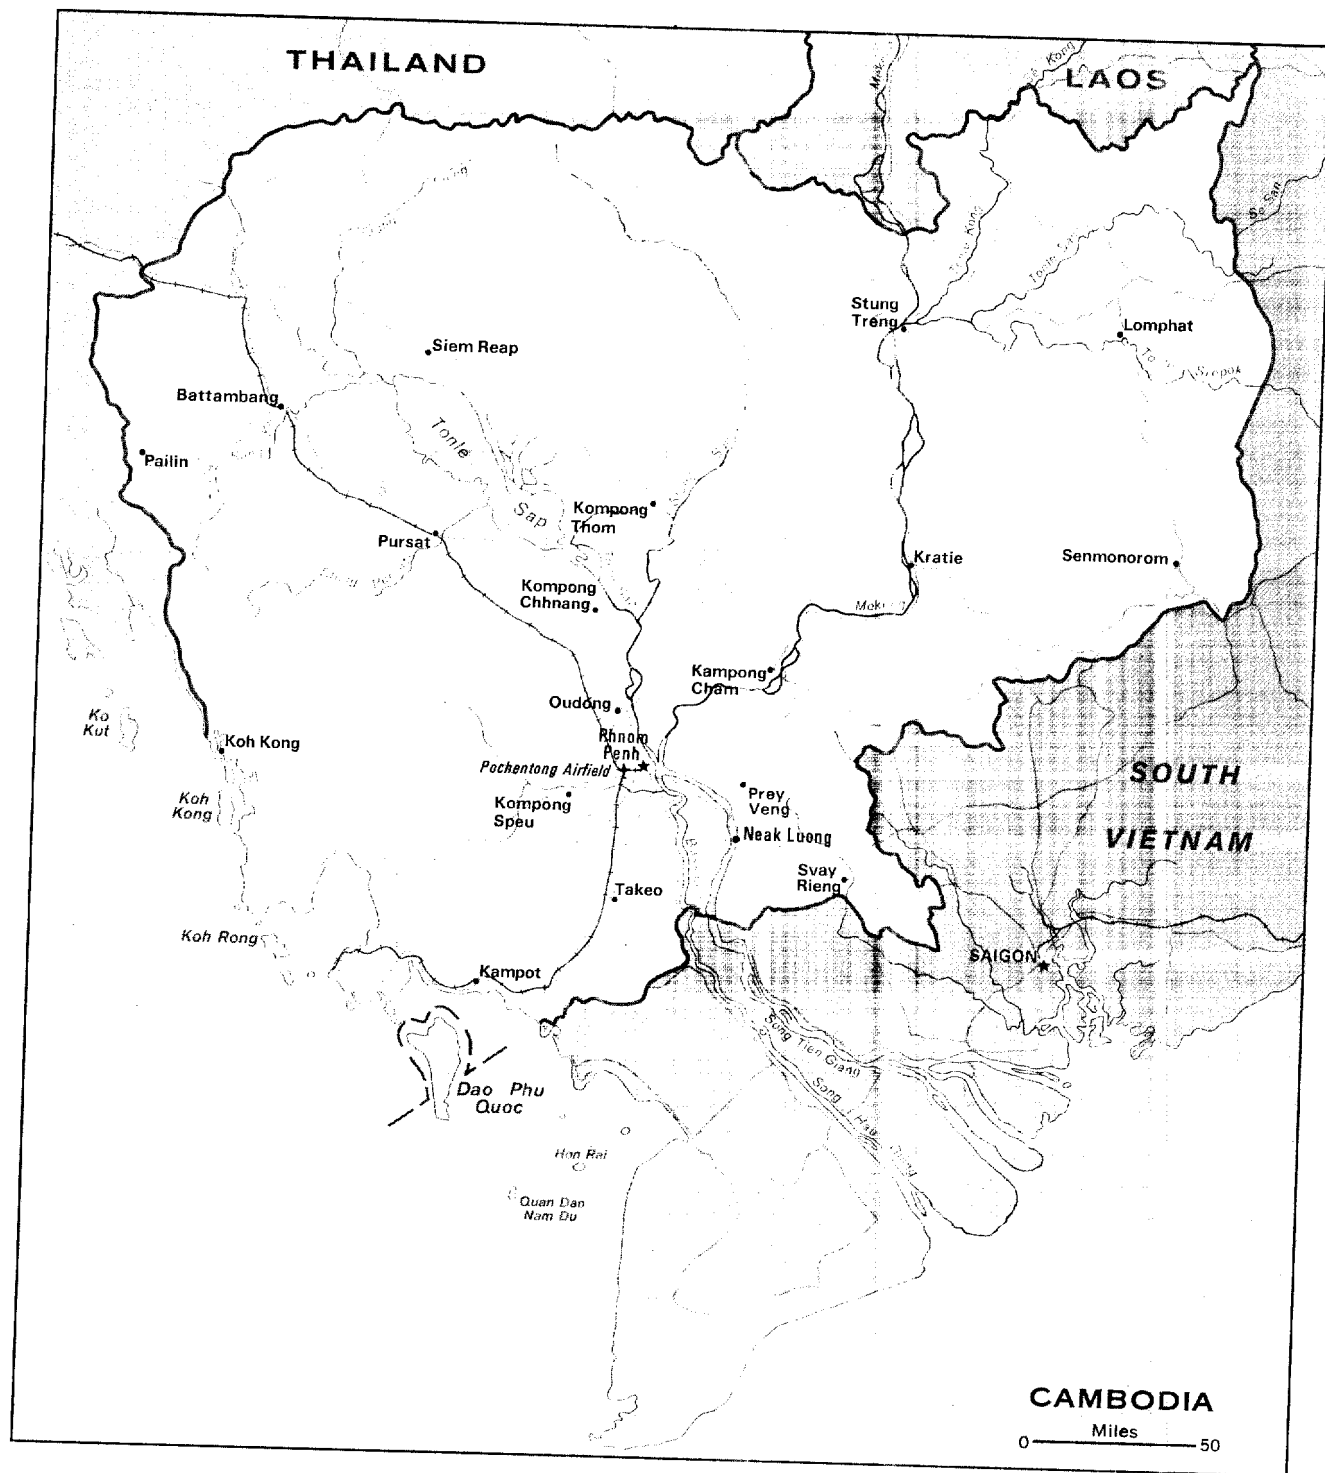 THAILAND
LAOS
Kong
Se San
Stung
Treng
Lomphat
Srepok
Siem Reap
Battambang
Tonle
Sap
Pailin
Kompong
Thom
Pursat
Kratie
Senmonorom
Kompong
Chhnang
Kampong
Cham
Oudong
Ko
Kut
Koh Kong
Phnom
Penh
Pochentong Airfield
Koh
Kong
Kompong
Speu
Prey
Veng
Neak Luong
SOUTH
VIETNAM
Svay
Rieng
Takeo
Koh Rong
Kampot
SAIGON
Song Tien Giang
Song Hau Giang
Dao Phu
Quoc
Hon Rai
Quan Dan
Nam Du
CAMBODIA
Miles
0 50